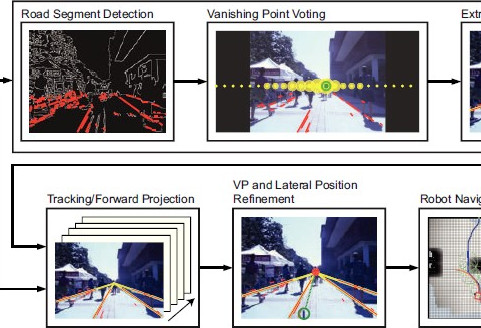 Road Segment Detection
Vanishing Point Voting
Extr
Tracking/Forward Projection
VP and Lateral Position
Refinement
Robot Navig